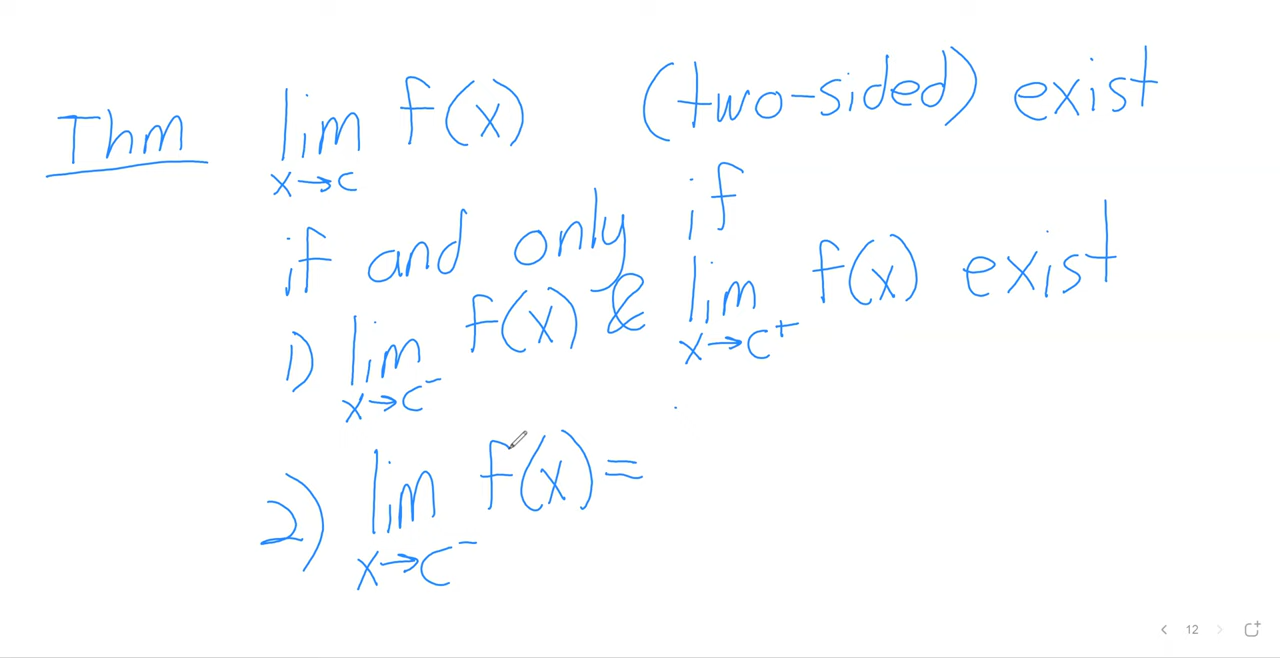 Thm lim x→c f(x) (two-sided) exist
if and only if
1) lim x→c⁻ f(x) & lim x→c⁺ f(x) exist
2) lim x→c⁻ f(x) =
12